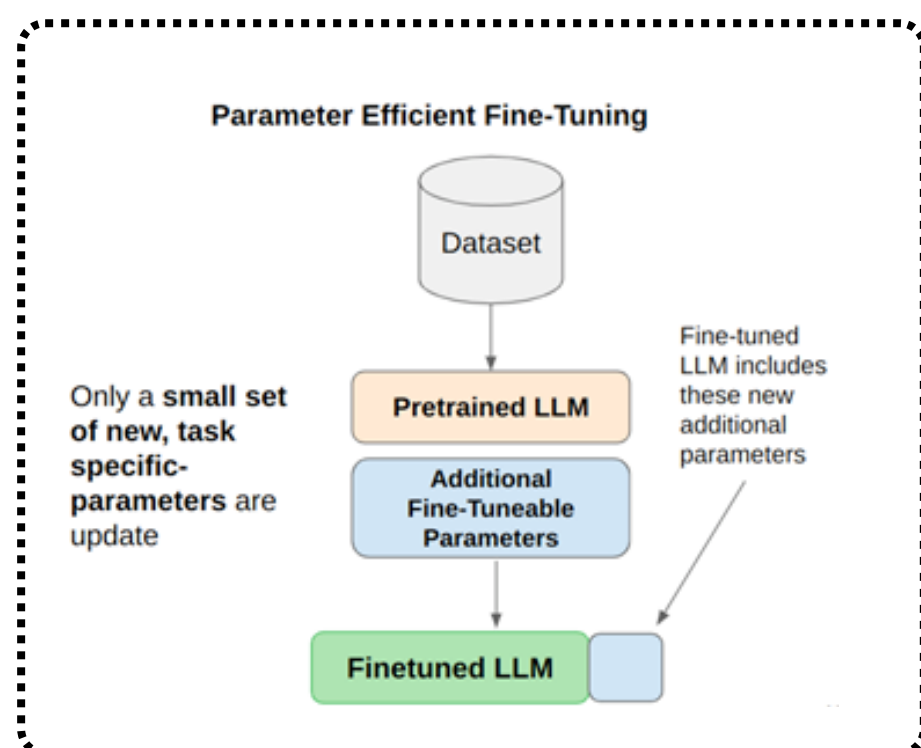 Parameter Efficient Fine-Tuning
Dataset
Fine-tuned
LLM includes
these new
additional
parameters
Only a small set
of new, task
specific-
parameters are
update
Pretrained LLM
Additional
Fine-Tuneable
Parameters
Finetuned LLM